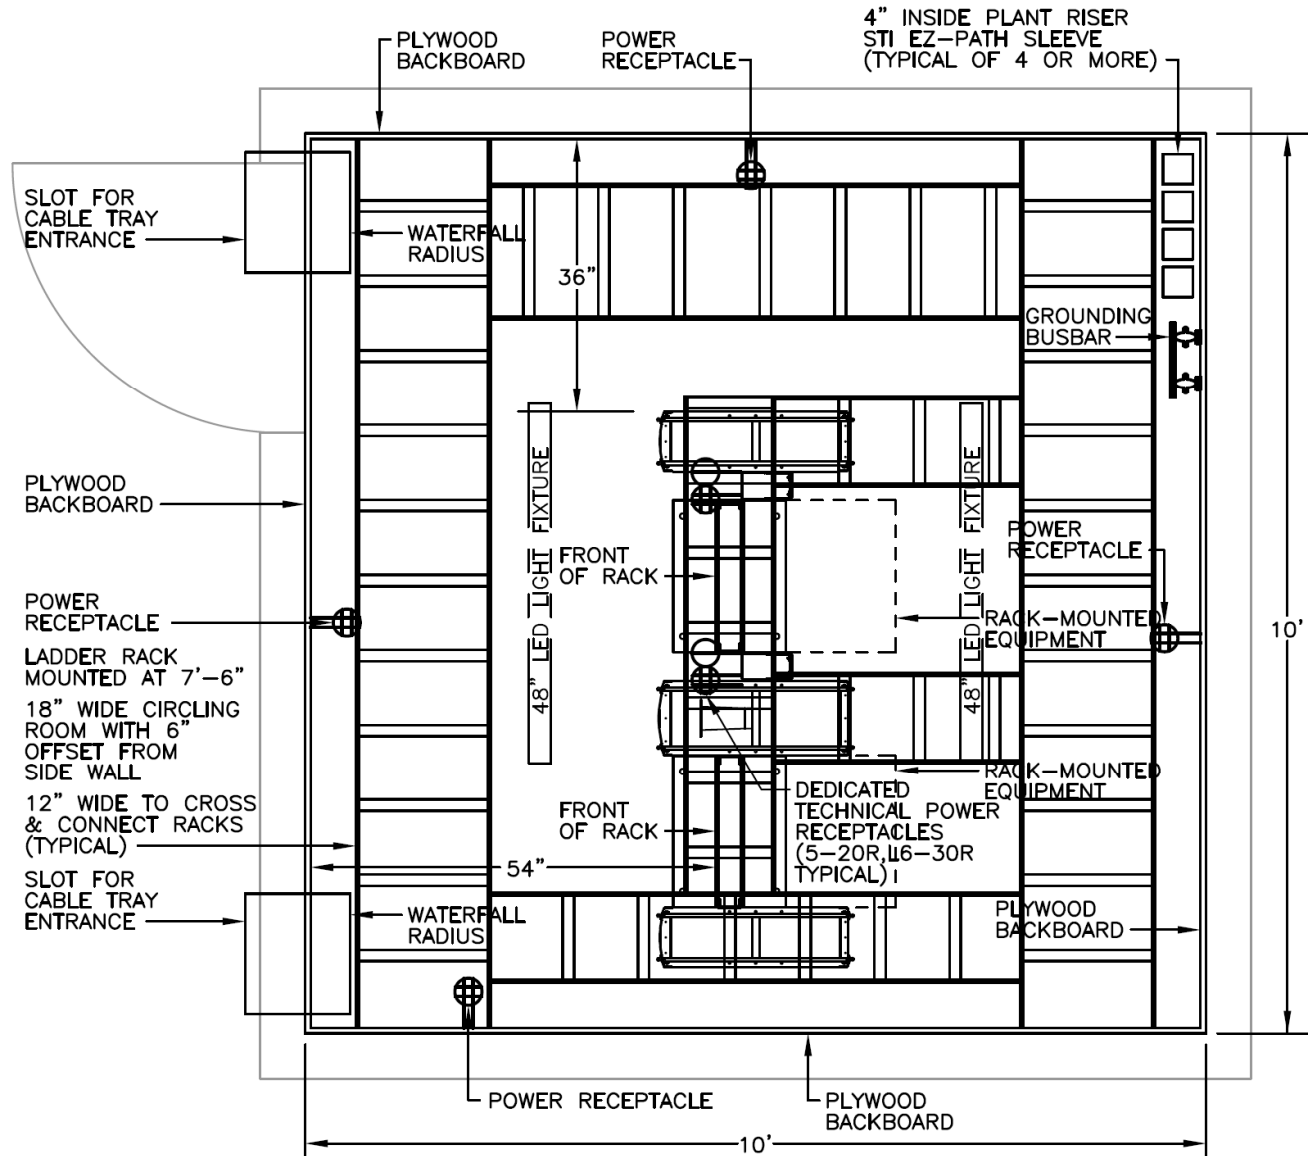 4" INSIDE PLANT RISER
STI EZ-PATH SLEEVE
(TYPICAL OF 4 OR MORE)
PLYWOOD
BACKBOARD
POWER
RECEPTACLE
SLOT FOR
CABLE TRAY
ENTRANCE
WATERFALL
RADIUS
36"
GROUNDING
BUSBAR
PLYWOOD
BACKBOARD
48" LED LIGHT FIXTURE
48" LED LIGHT FIXTURE
FRONT
OF RACK
POWER
RECEPTACLE
POWER
RECEPTACLE
RACK-MOUNTED
EQUIPMENT
10'
LADDER RACK
MOUNTED AT 7'-6"
18" WIDE CIRCLING
ROOM WITH 6"
OFFSET FROM
SIDE WALL
12" WIDE TO CROSS
& CONNECT RACKS
(TYPICAL)
RACK-MOUNTED
EQUIPMENT
DEDICATED
TECHNICAL POWER
RECEPTACLES
(5-20R, L6-30R
TYPICAL)
FRONT
OF RACK
54"
SLOT FOR
CABLE TRAY
ENTRANCE
WATERFALL
RADIUS
PLYWOOD
BACKBOARD
POWER RECEPTACLE
PLYWOOD
BACKBOARD
10'